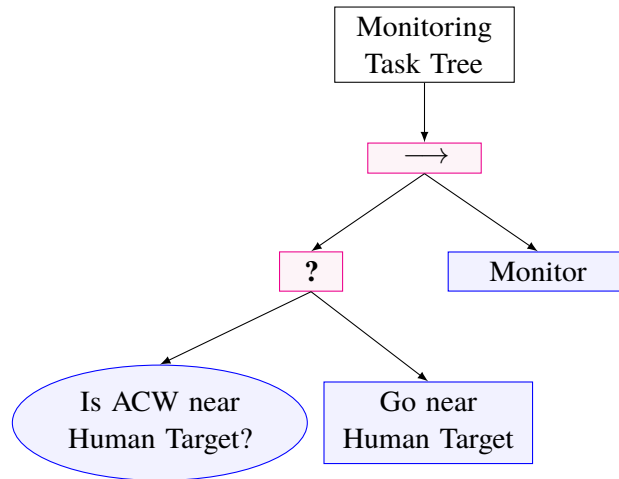 Monitoring
Task Tree
⟶
?
Monitor
Is ACW near
Human Target?
Go near
Human Target